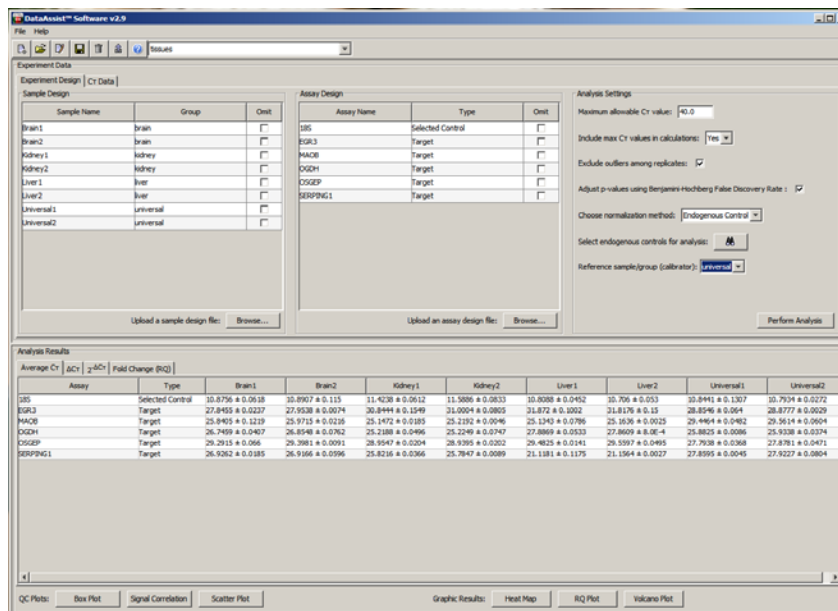 DataAssist™ Software v2.9
File Help
tissues
Experiment Data
Experiment Design CT Data
Sample Design
Sample Name Group Omit
Brain1 brain
Brain2 brain
Kidney1 kidney
Kidney2 kidney
Liver1 liver
Liver2 liver
Universal1 universal
Universal2 universal
Upload a sample design file: Browse...
Assay Design
Assay Name Type Omit
18S Selected Control
EGR3 Target
MAOB Target
OGDH Target
OSGEP Target
SERPING1 Target
Upload an assay design file: Browse...
Analysis Settings
Maximum allowable CT value: 40.0
Include max CT values in calculations: Yes
Exclude outliers among replicates:
Adjust p-values using Benjamini-Hochberg False Discovery Rate :
Choose normalization method: Endogenous Control
Select endogenous controls for analysis:
Reference sample/group (calibrator): universal
Perform Analysis
Analysis Results
Average CT ΔCT 2^-ΔCT Fold Change (RQ)
Assay Type Brain1 Brain2 Kidney1 Kidney2 Liver1 Liver2 Universal1 Universal2
18S Selected Control 10.8756 ± 0.0618 10.8907 ± 0.115 11.4238 ± 0.0612 11.5886 ± 0.0833 10.8088 ± 0.0452 10.706 ± 0.053 10.8441 ± 0.1307 10.7934 ± 0.0272
EGR3 Target 27.8455 ± 0.0237 27.9538 ± 0.0074 30.8444 ± 0.1549 31.0004 ± 0.0805 31.872 ± 0.1002 31.8176 ± 0.15 28.8546 ± 0.064 28.8777 ± 0.0029
MAOB Target 25.8405 ± 0.1219 25.9715 ± 0.0216 25.1472 ± 0.0185 25.2192 ± 0.0046 25.1343 ± 0.0786 25.1636 ± 0.0025 29.4464 ± 0.0482 29.5614 ± 0.0604
OGDH Target 26.7459 ± 0.0407 26.8548 ± 0.0762 25.2188 ± 0.0496 25.2249 ± 0.0747 27.8869 ± 0.0533 27.8609 ± 8.0E-4 25.8825 ± 0.0086 25.9338 ± 0.0374
OSGEP Target 29.2915 ± 0.066 29.3981 ± 0.0091 28.9547 ± 0.0204 28.9395 ± 0.0202 29.4825 ± 0.0141 29.5597 ± 0.0495 27.7938 ± 0.0368 27.8781 ± 0.0471
SERPING1 Target 26.9262 ± 0.0185 26.9166 ± 0.0596 25.8216 ± 0.0366 25.7847 ± 0.0089 21.1181 ± 0.1175 21.1564 ± 0.0027 27.8595 ± 0.0045 27.9227 ± 0.0804
QC Plots: Box Plot Signal Correlation Scatter Plot Graphic Results: Heat Map RQ Plot Volcano Plot